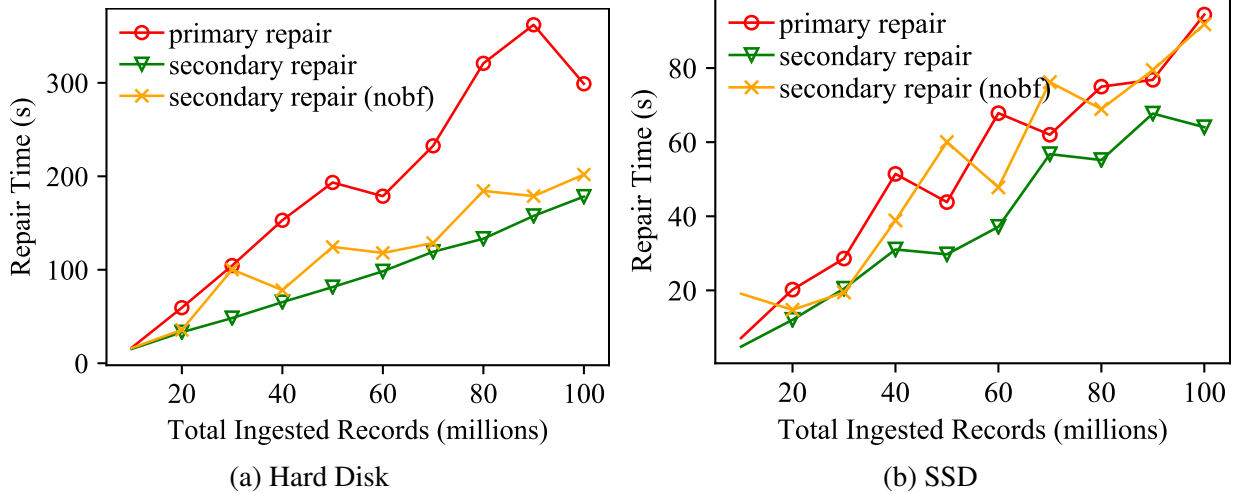 primary repair
secondary repair
secondary repair (nobf)
300
200
100
0
Repair Time (s)
20 40 60 80 100
Total Ingested Records (millions)
(a) Hard Disk
primary repair
secondary repair
secondary repair (nobf)
80
60
40
20
Repair Time (s)
20 40 60 80 100
Total Ingested Records (millions)
(b) SSD